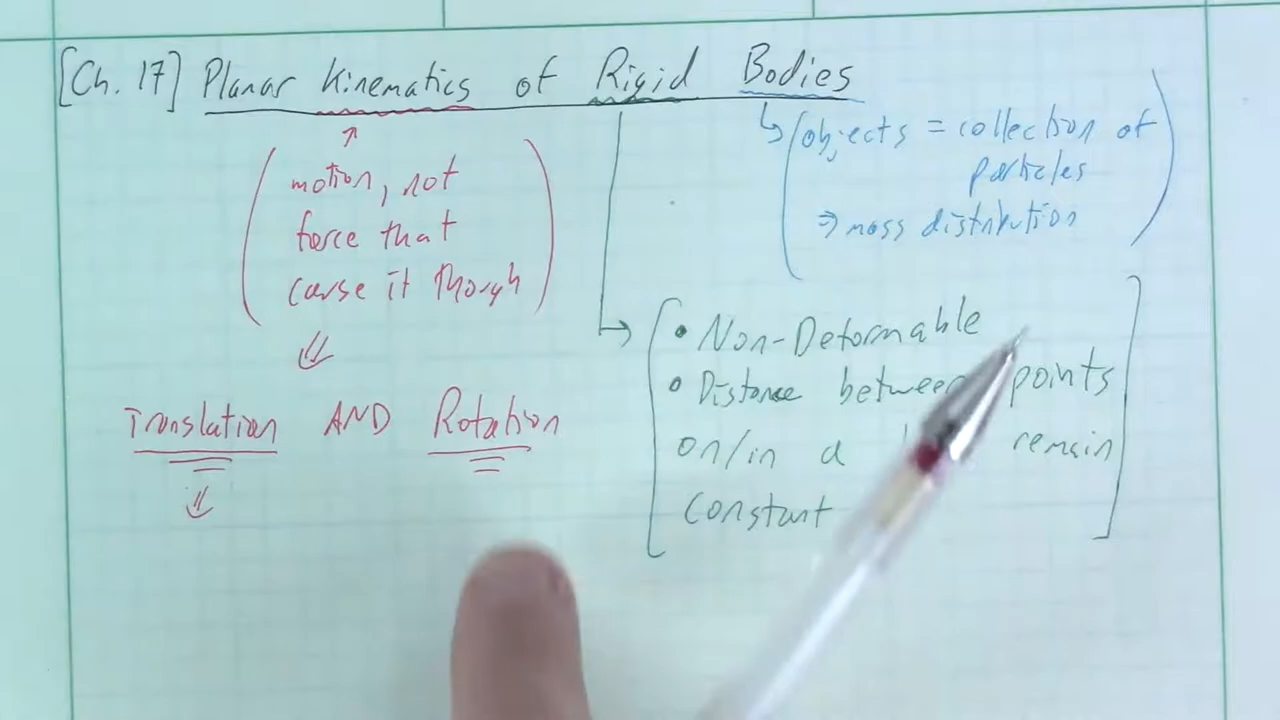 [Ch. 17] Planar Kinematics of Rigid Bodies
(motion, not
force that
cause it though)
Translation AND Rotation
(objects = collection of
particles
⇒ mass distribution)
• Non-Deformable
• Distance between points
on/in a remain
constant